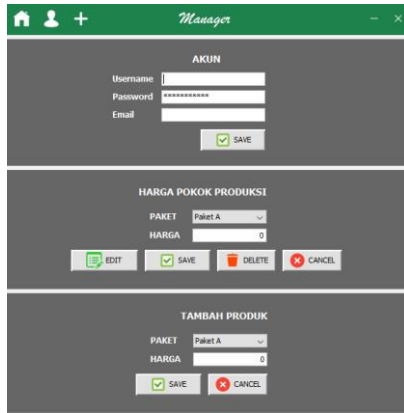 Manager
AKUN
Username
Password ***********
Email
SAVE
HARGA POKOK PRODUKSI
PAKET Paket A
HARGA 0
EDIT SAVE DELETE CANCEL
TAMBAH PRODUK
PAKET Paket A
HARGA 0
SAVE CANCEL